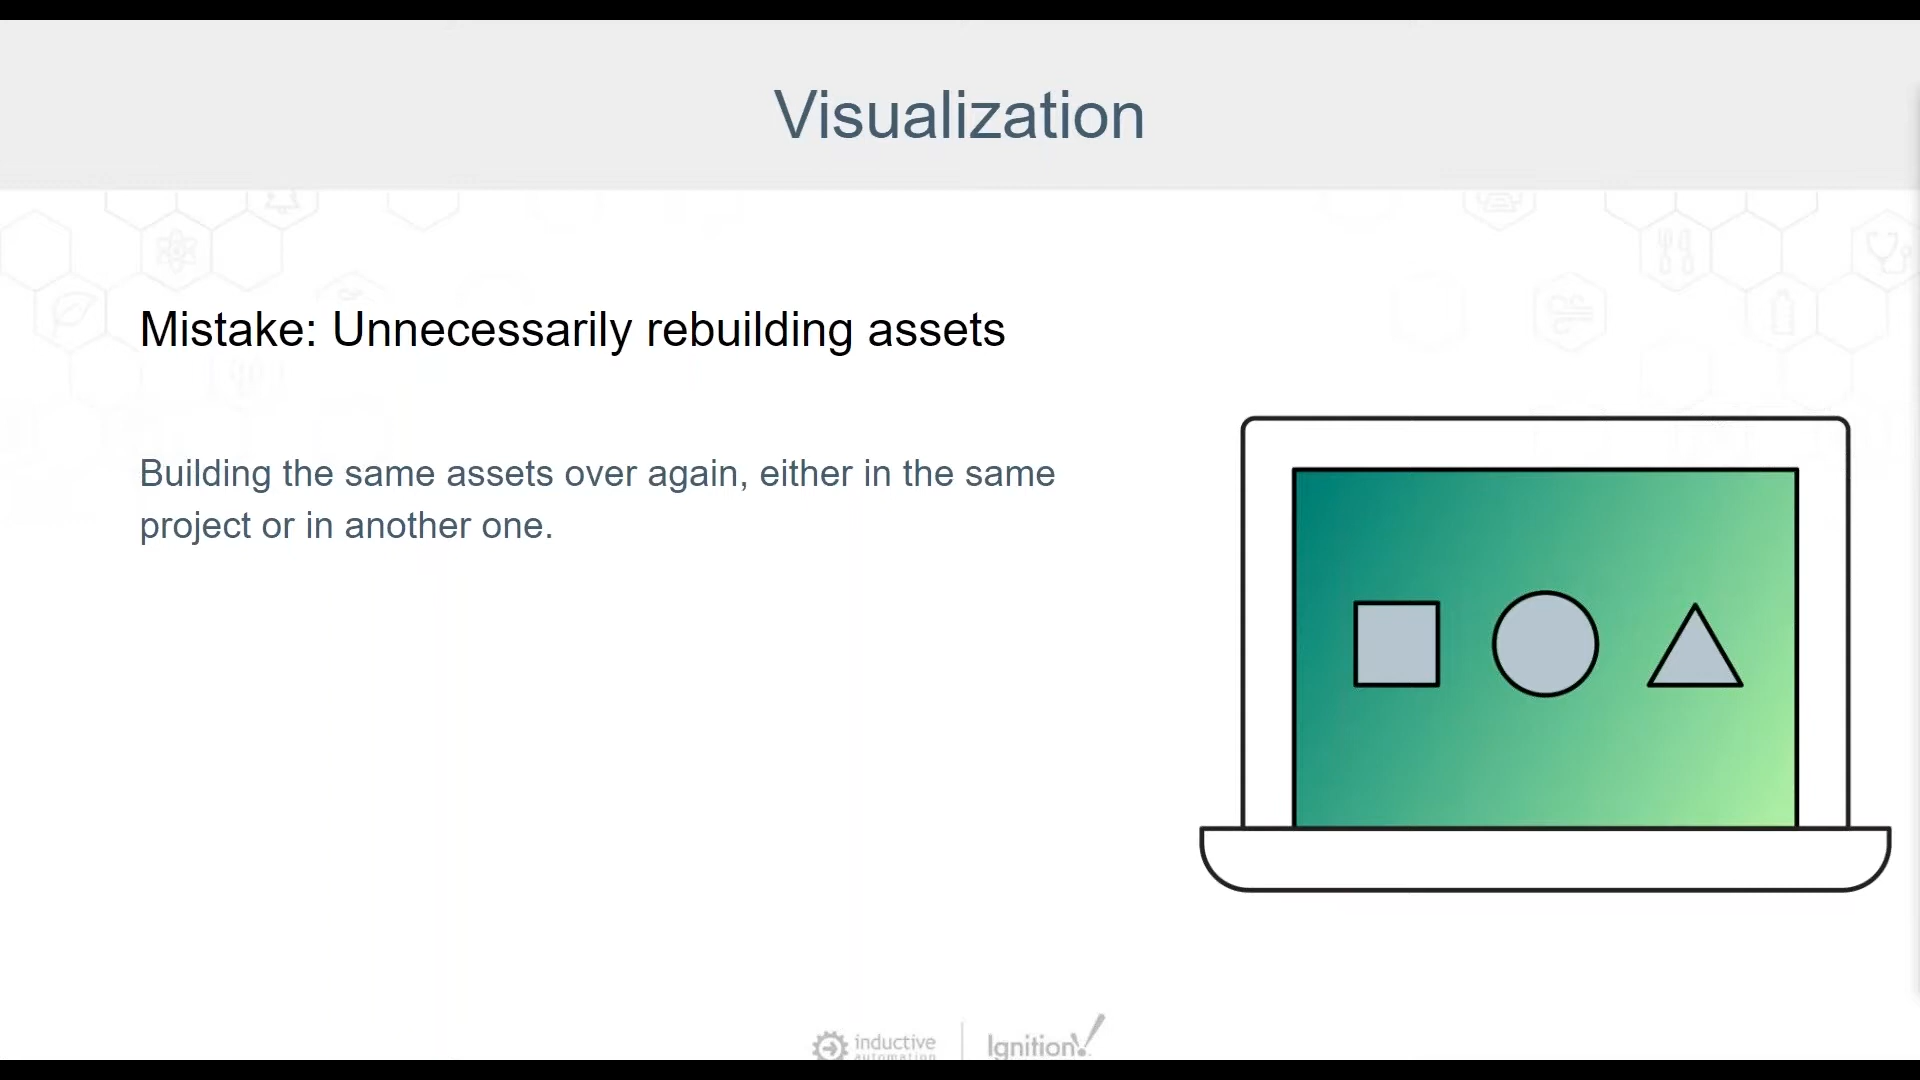 Visualization
Mistake: Unnecessarily rebuilding assets
Building the same assets over again, either in the same
project or in another one.
inductive
automation
Ignition!